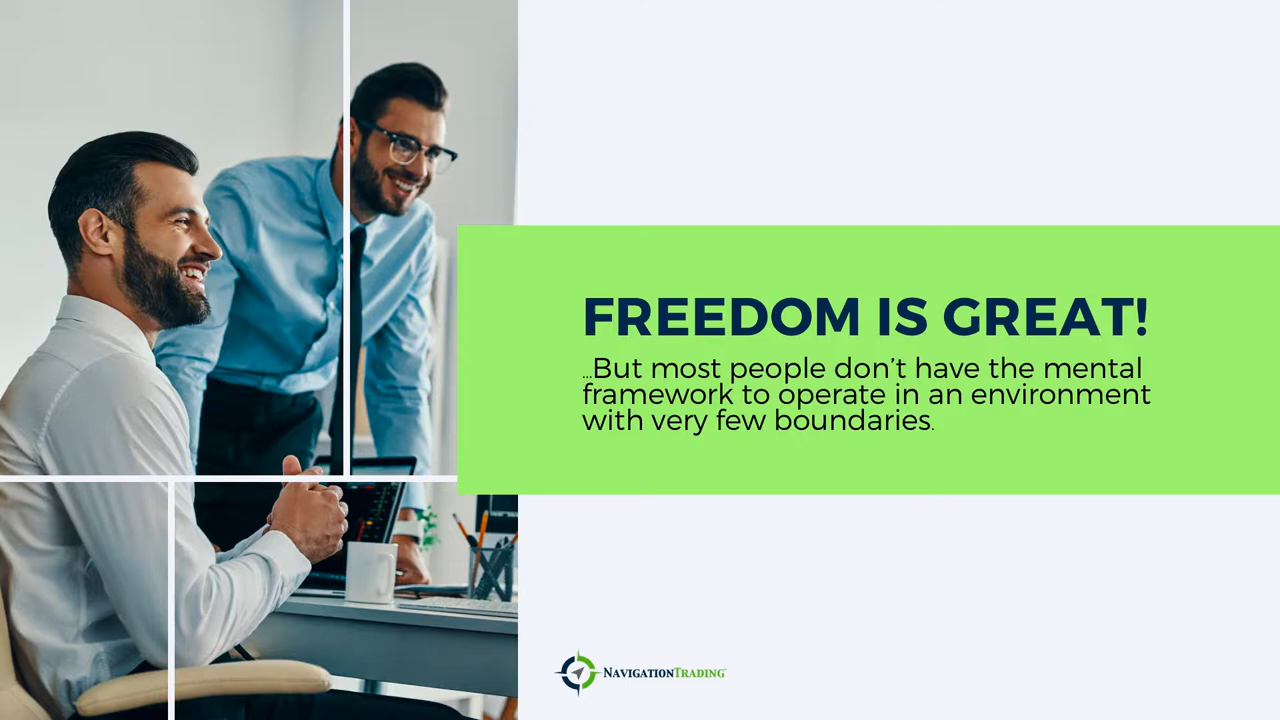 FREEDOM IS GREAT!
...But most people don’t have the mental
framework to operate in an environment
with very few boundaries.
NAVIGATIONTRADING